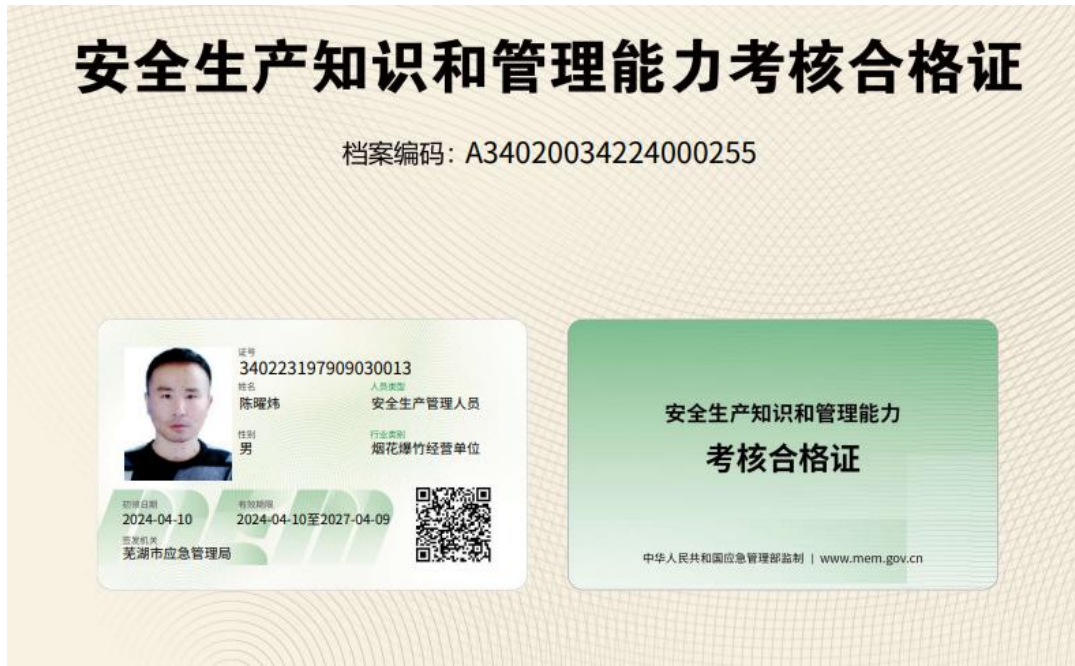 安全生产知识和管理能力考核合格证
档案编码：A34020034224000255
证号
340223197909030013
姓名 人员类型
陈曜炜 安全生产管理人员
性别 行业类别
男 烟花爆竹经营单位
初领日期 有效期限
2024-04-10 2024-04-10至2027-04-09
签发机关
芜湖市应急管理局
安全生产知识和管理能力
考核合格证
中华人民共和国应急管理部监制 | www.mem.gov.cn